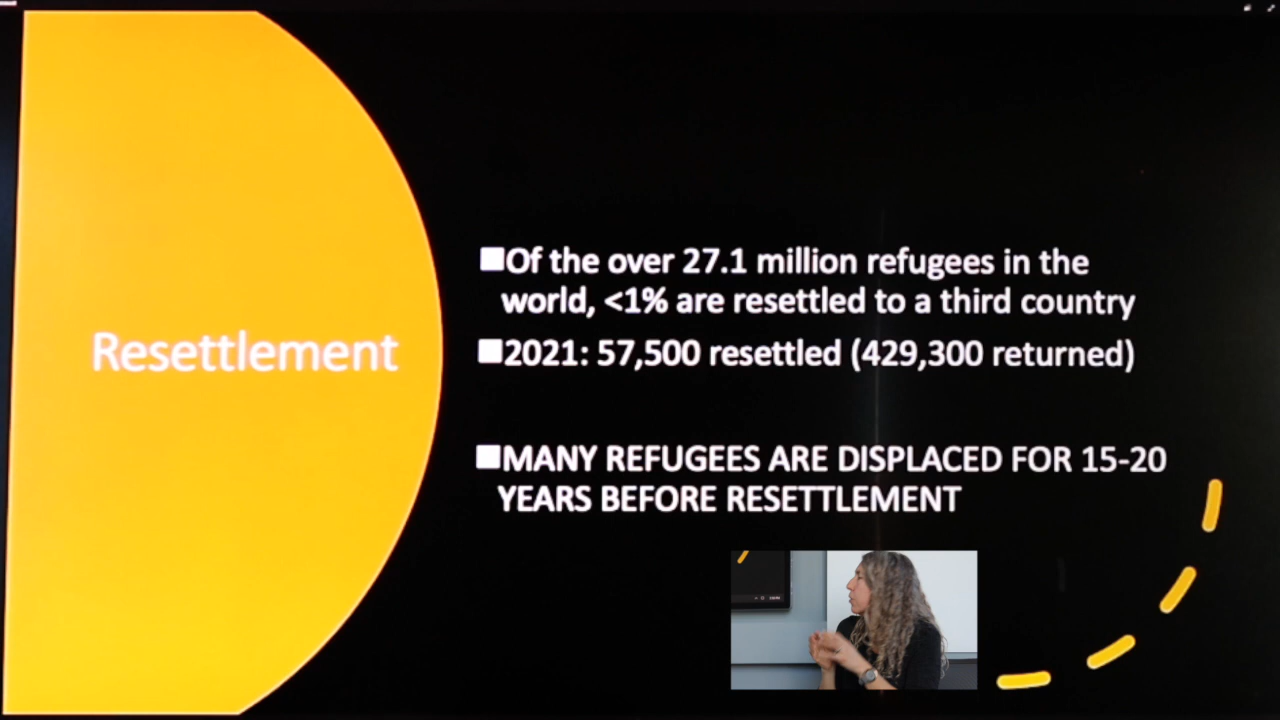 Resettlement
■Of the over 27.1 million refugees in the
world, <1% are resettled to a third country
■2021: 57,500 resettled (429,300 returned)
■MANY REFUGEES ARE DISPLACED FOR 15-20
YEARS BEFORE RESETTLEMENT